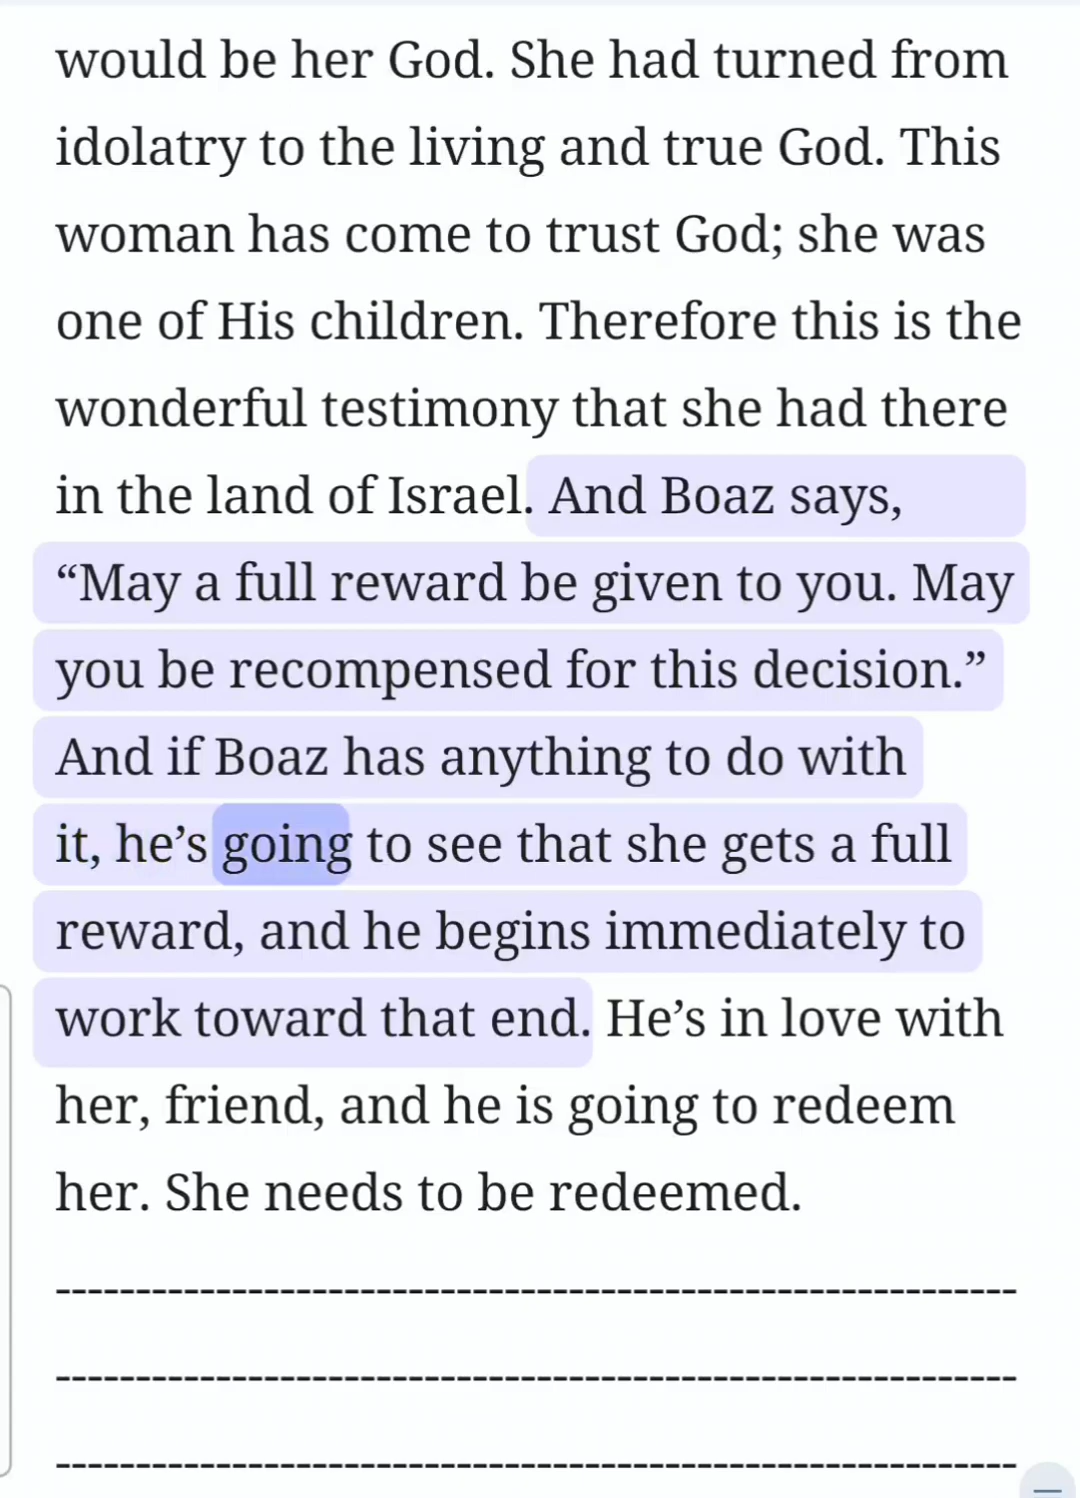 would be her God. She had turned from
idolatry to the living and true God. This
woman has come to trust God; she was
one of His children. Therefore this is the
wonderful testimony that she had there
in the land of Israel. And Boaz says,
“May a full reward be given to you. May
you be recompensed for this decision.”
And if Boaz has anything to do with
it, he’s going to see that she gets a full
reward, and he begins immediately to
work toward that end. He’s in love with
her, friend, and he is going to redeem
her. She needs to be redeemed.
------------------------------------------------------------
------------------------------------------------------------
------------------------------------------------------------